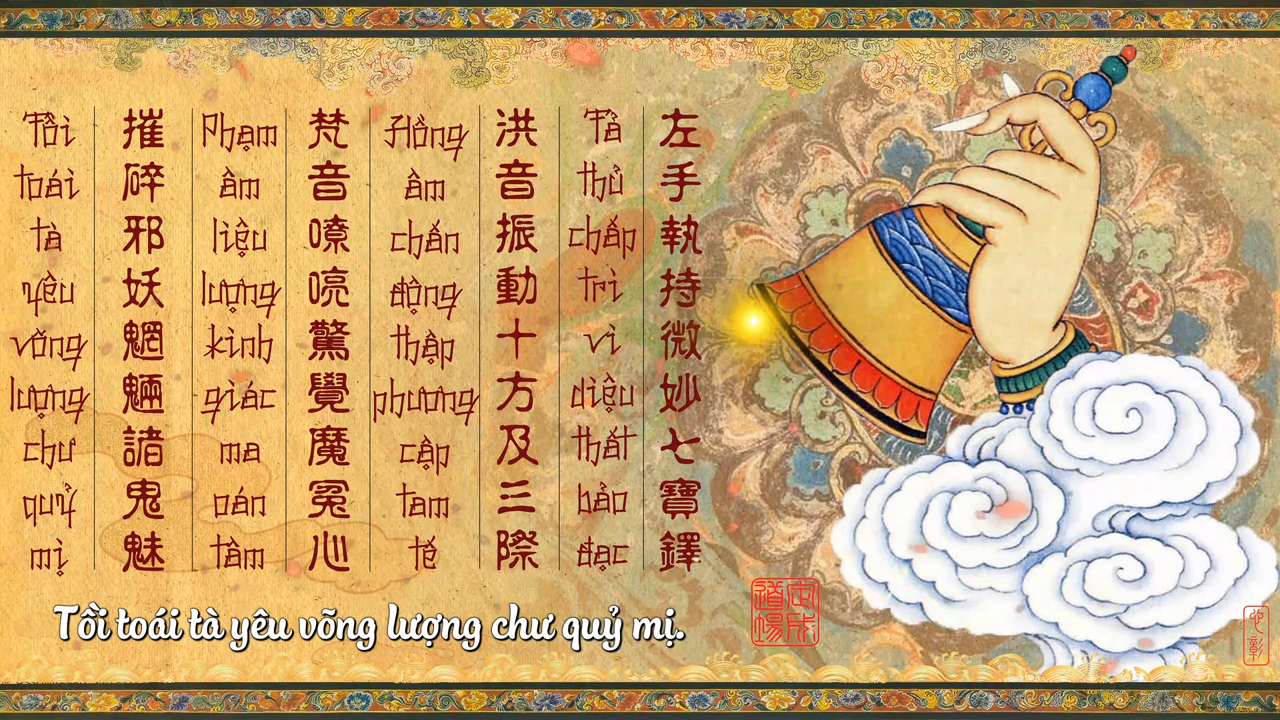 左手執持微妙七寶鐸
Tả thủ chấp trì vi diệu thất bảo đạc
洪音振動十方及三際
Hồng âm chấn động thập phương cập tam tế
梵音嘹喨驚覺魔冤心
Phạm âm liệu lượng kinh giác ma oán tâm
摧碎邪妖魍魎諸鬼魅
Tồi toái tà yêu võng lượng chư quỷ mị
Tồi toái tà yêu võng lượng chư quỷ mị.
定成道場